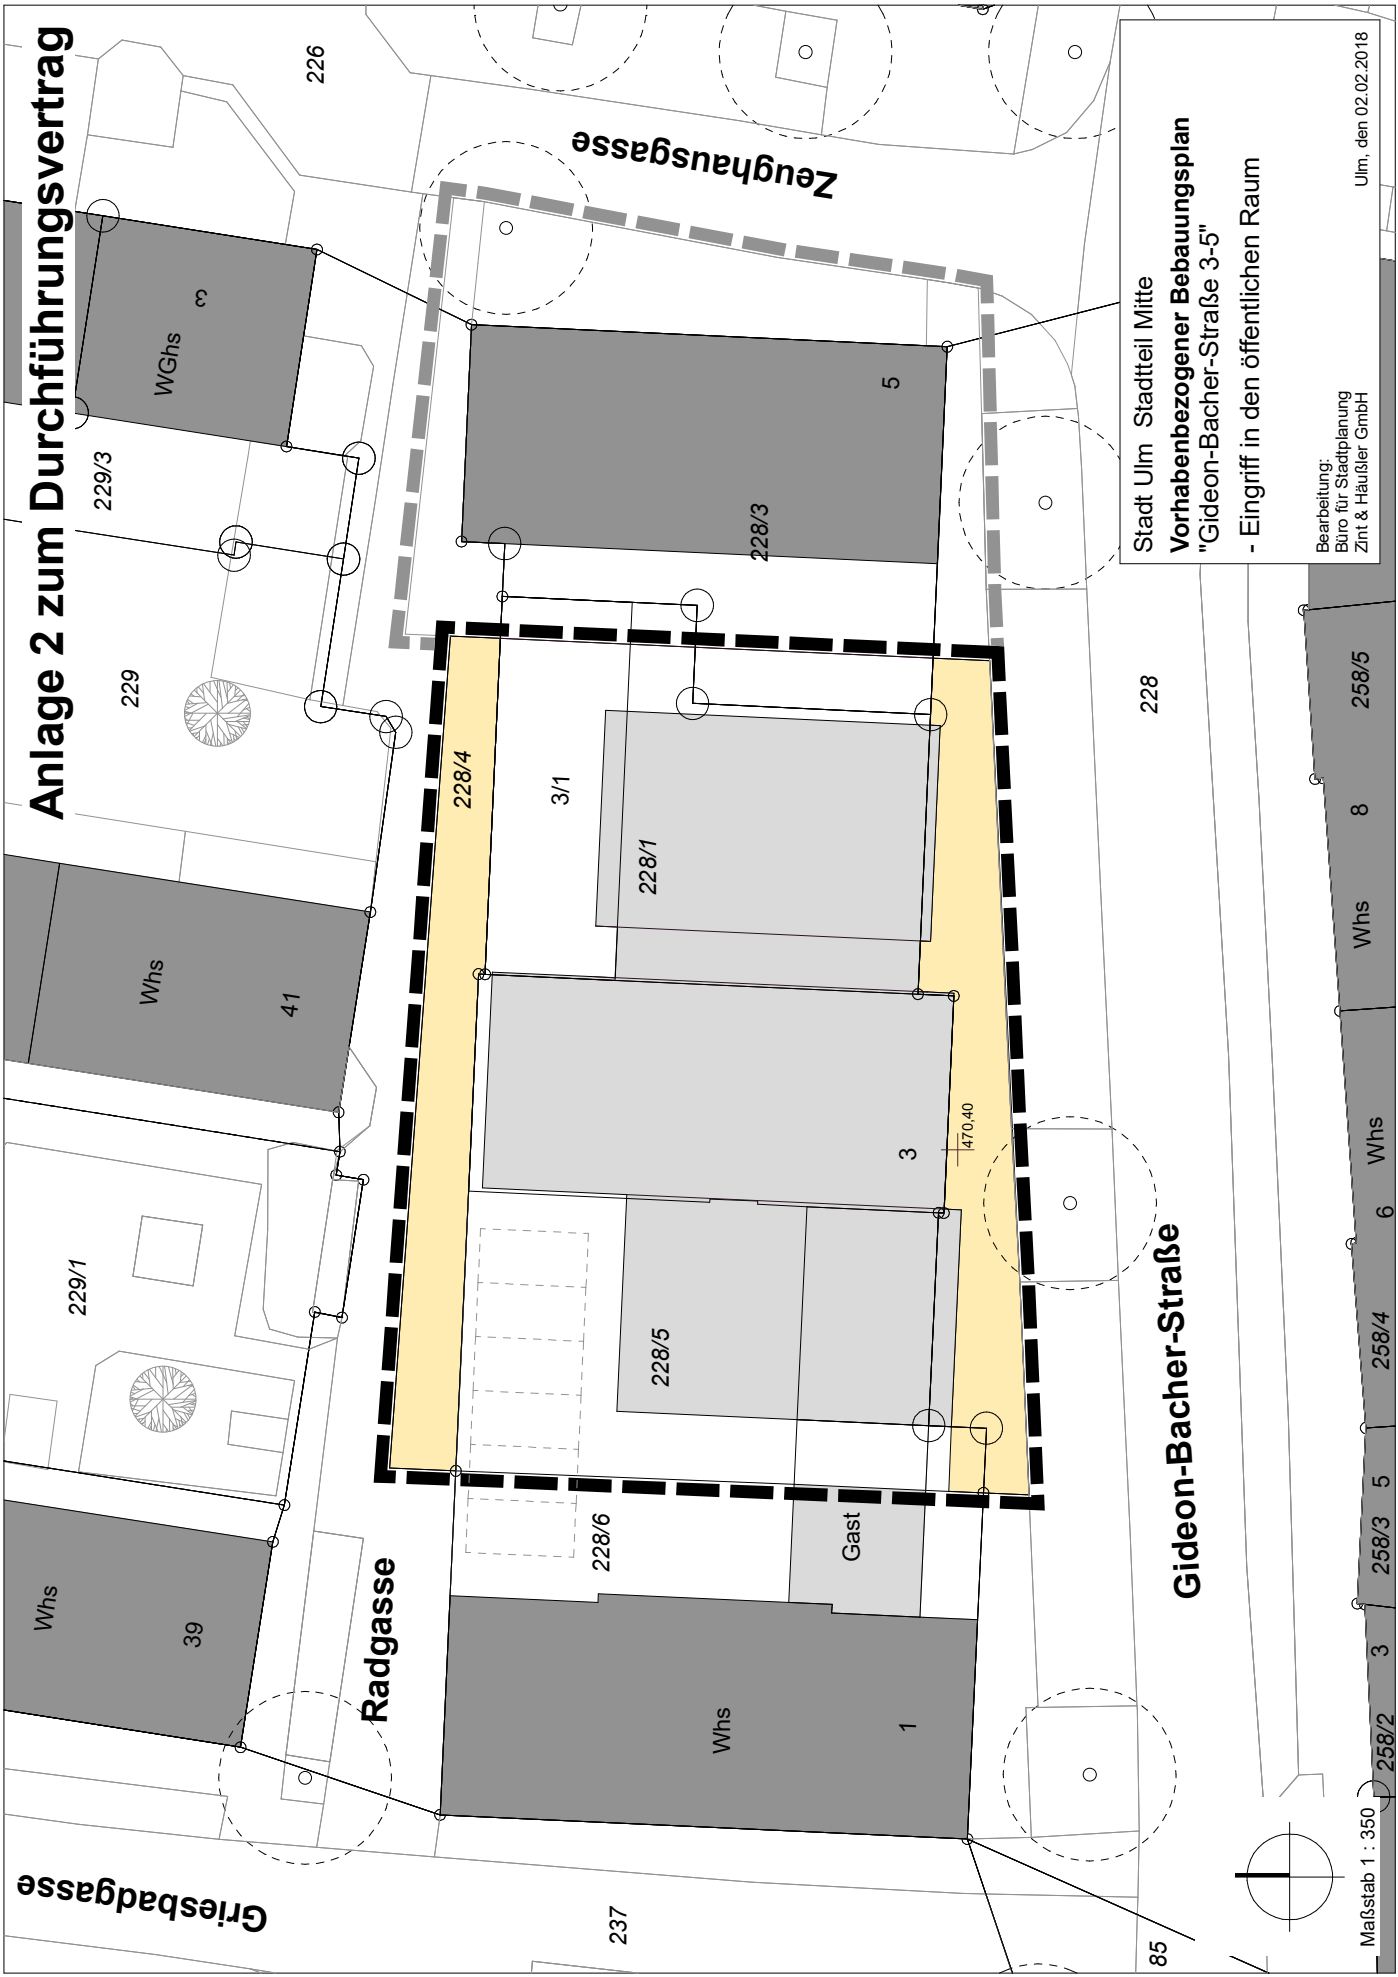 Anlage 2 zum Durchführungsvertrag
Griesbadgasse
Whs
39
229/1
Whs
41
229
229/3
WGhs
3
226
Radgasse
Zeughausgasse
237
228/6
228/5
228/4
3/1
228/1
228/3
Whs
1
Gast
3
470,40
5
Gideon-Bacher-Straße
228
85
258/2
3
258/3
5
258/4
6
Whs
Whs
8
258/5
Maßstab 1 : 350
Stadt Ulm Stadtteil Mitte
Vorhabenbezogener Bebauungsplan
"Gideon-Bacher-Straße 3-5"
- Eingriff in den öffentlichen Raum
Bearbeitung:
Büro für Stadtplanung
Zint & Häußler GmbH
Ulm, den 02.02.2018